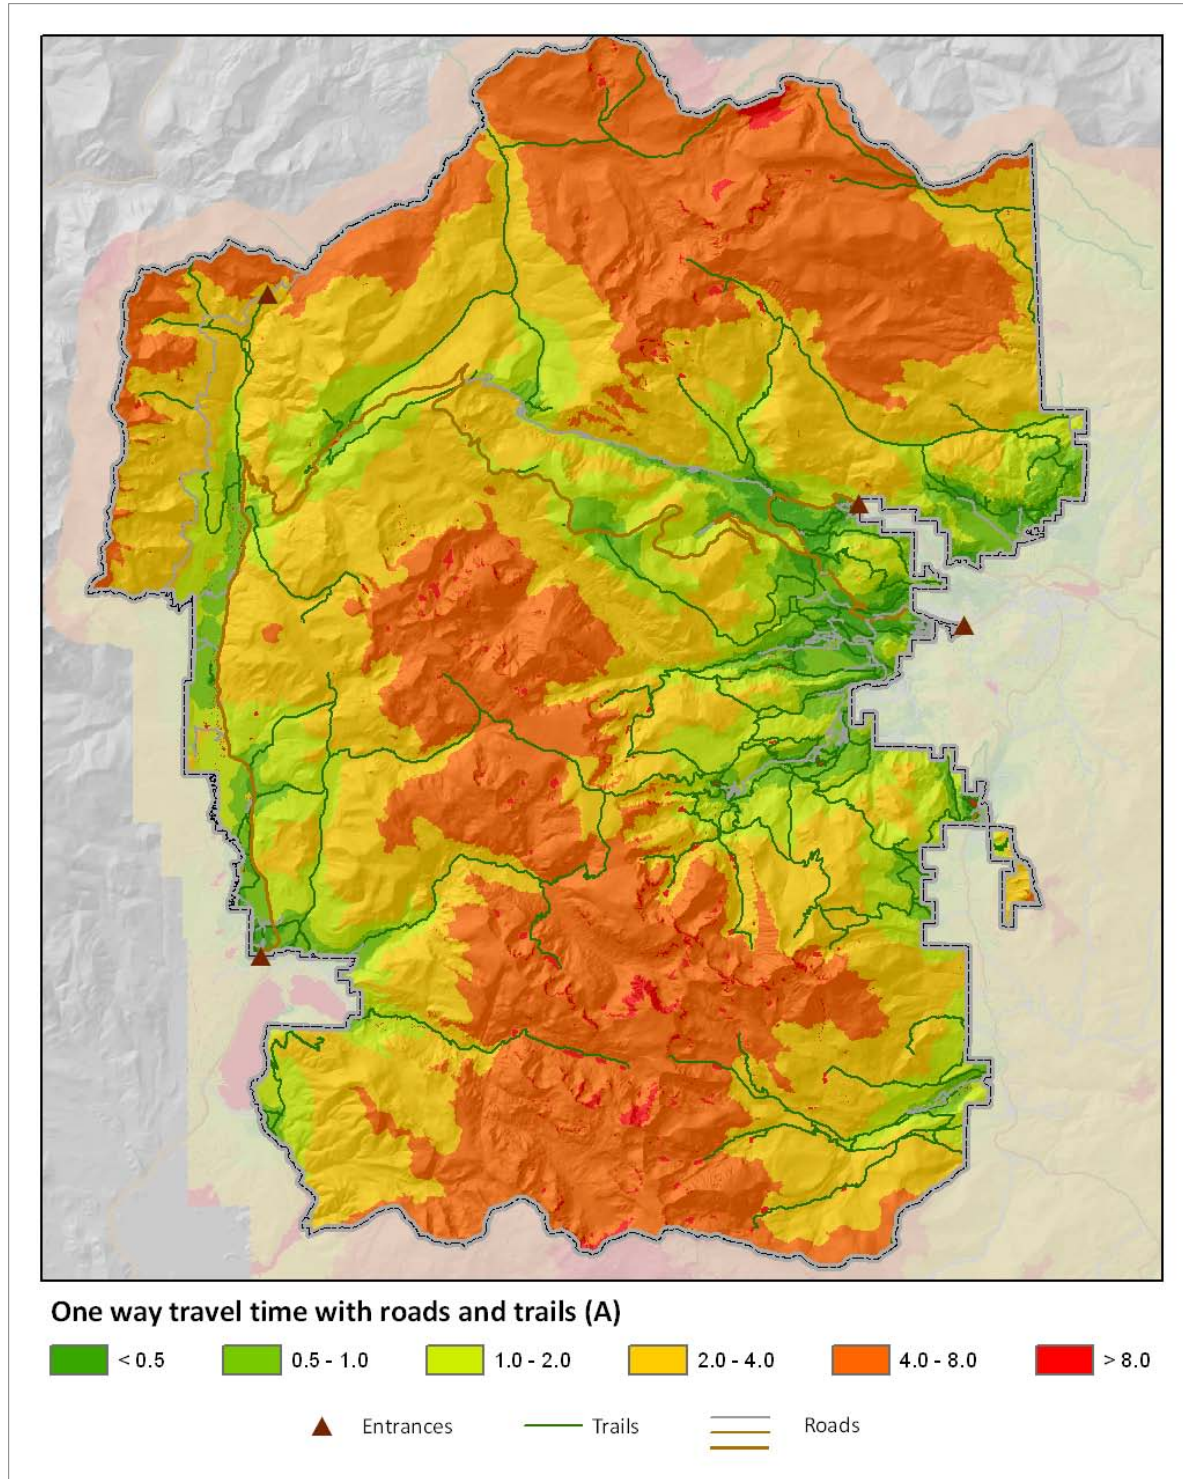 One way travel time with roads and trails (A)
< 0.5 0.5 - 1.0 1.0 - 2.0 2.0 - 4.0 4.0 - 8.0 > 8.0
Entrances Trails Roads